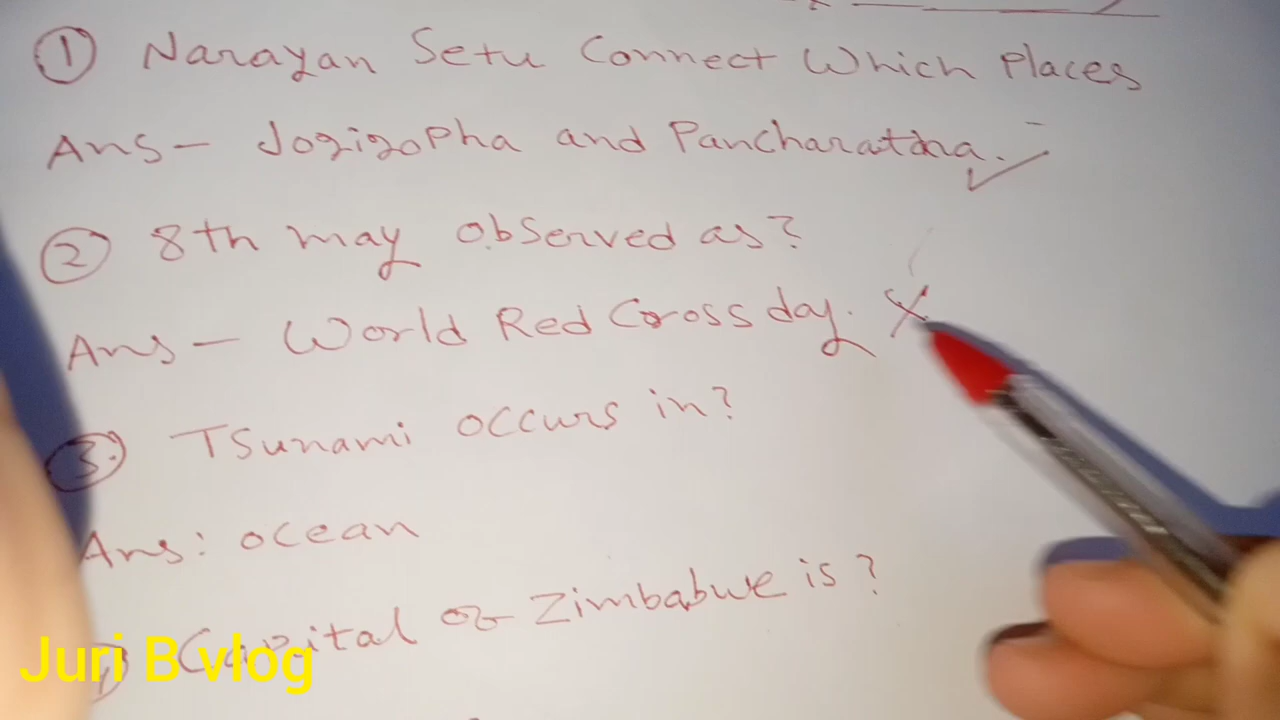 ① Narayan Setu Connect Which Places
Ans - Jogigopha and Pancharatna.
② 8th may observed as?
Ans - World Red Cross day.
③ Tsunami occurs in?
Ans: ocean
④ Capital of Zimbabwe is?
Juri B vlog